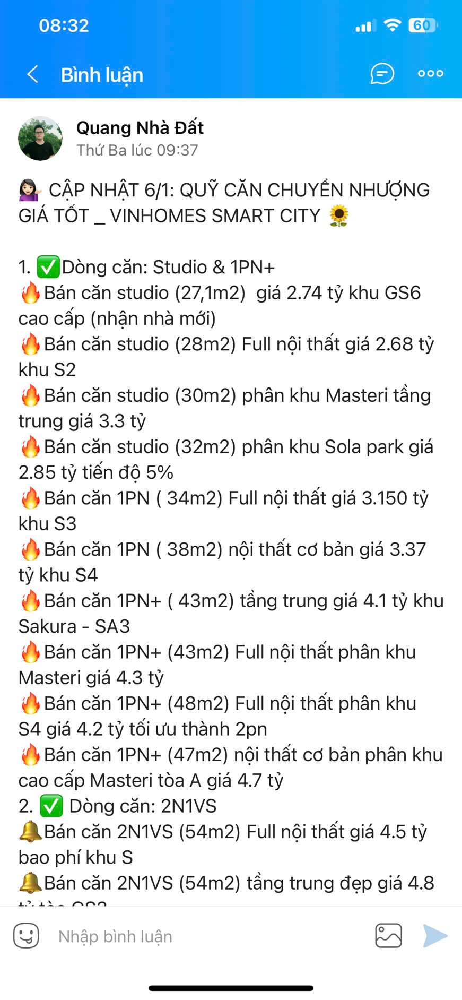 08:32
60
Bình luận
Quang Nhà Đất
Thứ Ba lúc 09:37
CẬP NHẬT 6/1: QUỸ CĂN CHUYỂN NHƯỢNG
GIÁ TỐT _ VINHOMES SMART CITY 🌻
1. ✅Dòng căn: Studio & 1PN+
🔥Bán căn studio (27,1m2)  giá 2.74 tỷ khu GS6
cao cấp (nhận nhà mới)
🔥Bán căn studio (28m2) Full nội thất giá 2.68 tỷ
khu S2
🔥Bán căn studio (30m2) phân khu Masteri tầng
trung giá 3.3 tỷ
🔥Bán căn studio (32m2) phân khu Sola park giá
2.85 tỷ tiến độ 5%
🔥Bán căn 1PN ( 34m2) Full nội thất giá 3.150 tỷ
khu S3
🔥Bán căn 1PN ( 38m2) nội thất cơ bản giá 3.37
tỷ khu S4
🔥Bán căn 1PN+ ( 43m2) tầng trung giá 4.1 tỷ khu
Sakura - SA3
🔥Bán căn 1PN+ (43m2) Full nội thất phân khu
Masteri giá 4.3 tỷ
🔥Bán căn 1PN+ (48m2) Full nội thất phân khu
S4 giá 4.2 tỷ tối ưu thành 2pn
🔥Bán căn 1PN+ (47m2) nội thất cơ bản phân khu
cao cấp Masteri tòa A giá 4.7 tỷ
2. ✅ Dòng căn: 2N1VS
🔔Bán căn 2N1VS (54m2) Full nội thất giá 4.5 tỷ
bao phí khu S
🔔Bán căn 2N1VS (54m2) tầng trung đẹp giá 4.8
Nhập bình luận